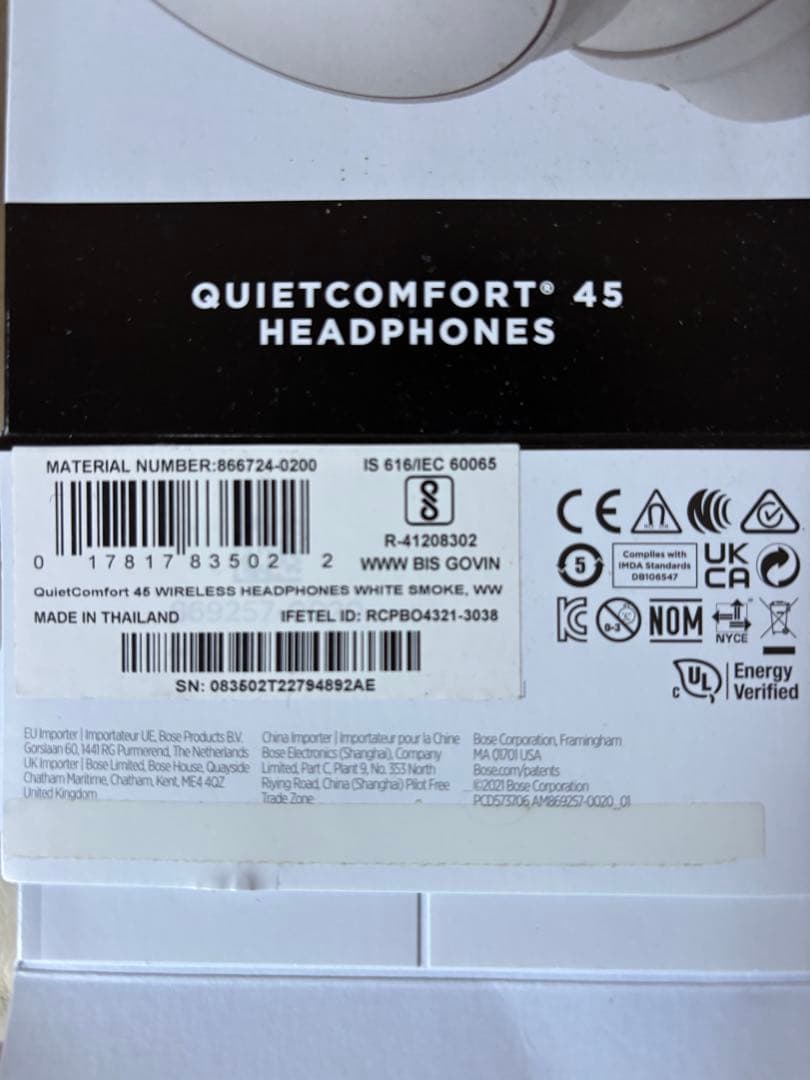 QUIETCOMFORT® 45
HEADPHONES
MATERIAL NUMBER:866724-0200
IS 616/IEC 60065
R-41208302
WWW BIS GOVIN
0 17817 83502 2
QuietComfort 45 WIRELESS HEADPHONES WHITE SMOKE, WW
MADE IN THAILAND
IFETEL ID: RCPBO4321-3038
SN: 083502T22794892AE
CE
5
Complies with
IMDA Standards
DB106547
UK
CA
0-3
NOM
NYCE
c UL
Energy
Verified
EU Importer | Importateur UE, Bose Products B.V.
Gorslaan 60, 1441 RG Purmerend, The Netherlands
UK Importer | Bose Limited, Bose House, Quayside
Chatham Maritime, Chatham, Kent, ME4 4QZ
United Kingdom
China Importer | Importateur pour la Chine
Bose Electronics (Shanghai), Company
Limited, Part C, Plant 9, No. 353 North
Riying Road, China (Shanghai) Pilot Free
Trade Zone
Bose Corporation, Framingham
MA 01701 USA
Bose.com/patents
©2021 Bose Corporation
PCD573706 AM869257-0020_01